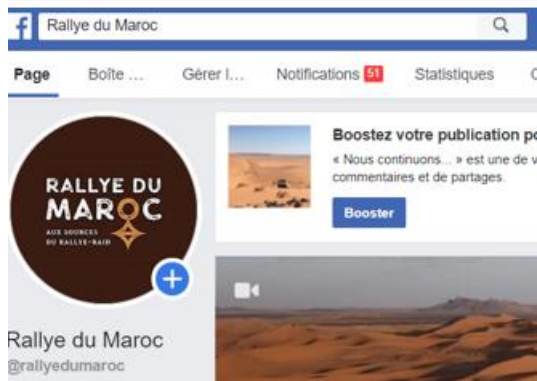 Rallye du Maroc
Page Boîte ... Gérer l... Notifications 51 Statistiques
Boostez votre publication po
« Nous continuons... » est une de v
commentaires et de partages.
Booster
RALLYE DU
MAROC
AUX SOURCES
DU RALLYE-RAID
Rallye du Maroc
@rallyedumaroc